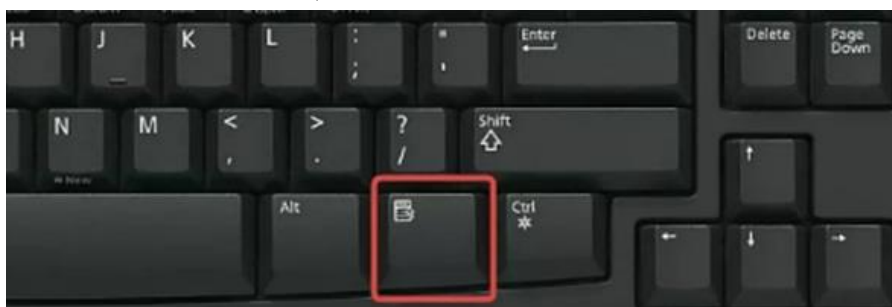 H J K L : " Enter Delete Page
; ' Down
N M < > ? Shift
, . /
Alt Ctrl